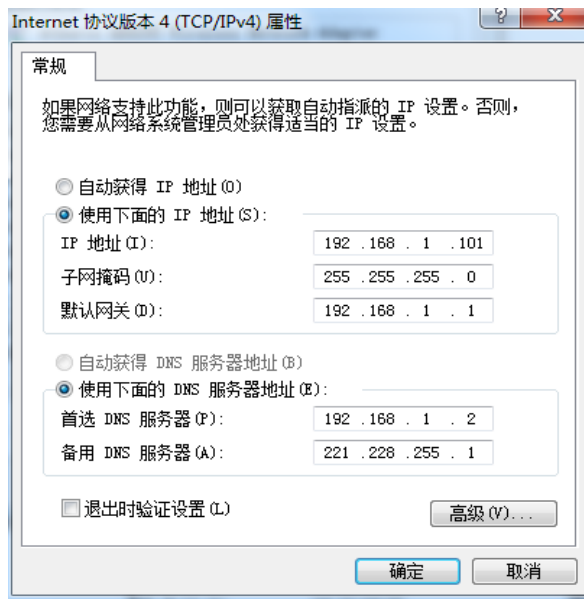 Internet 协议版本 4 (TCP/IPv4) 属性
常规
如果网络支持此功能，则可以获取自动指派的 IP 设置。否则，
您需要从网络系统管理员处获得适当的 IP 设置。
自动获得 IP 地址(O)
使用下面的 IP 地址(S):
IP 地址(I): 192 .168 . 1 .101
子网掩码(U): 255 .255 .255 . 0
默认网关(D): 192 .168 . 1 . 1
自动获得 DNS 服务器地址(B)
使用下面的 DNS 服务器地址(E):
首选 DNS 服务器(P): 192 .168 . 1 . 2
备用 DNS 服务器(A): 221 .228 .255 . 1
退出时验证设置(L)
高级(V)...
确定 取消